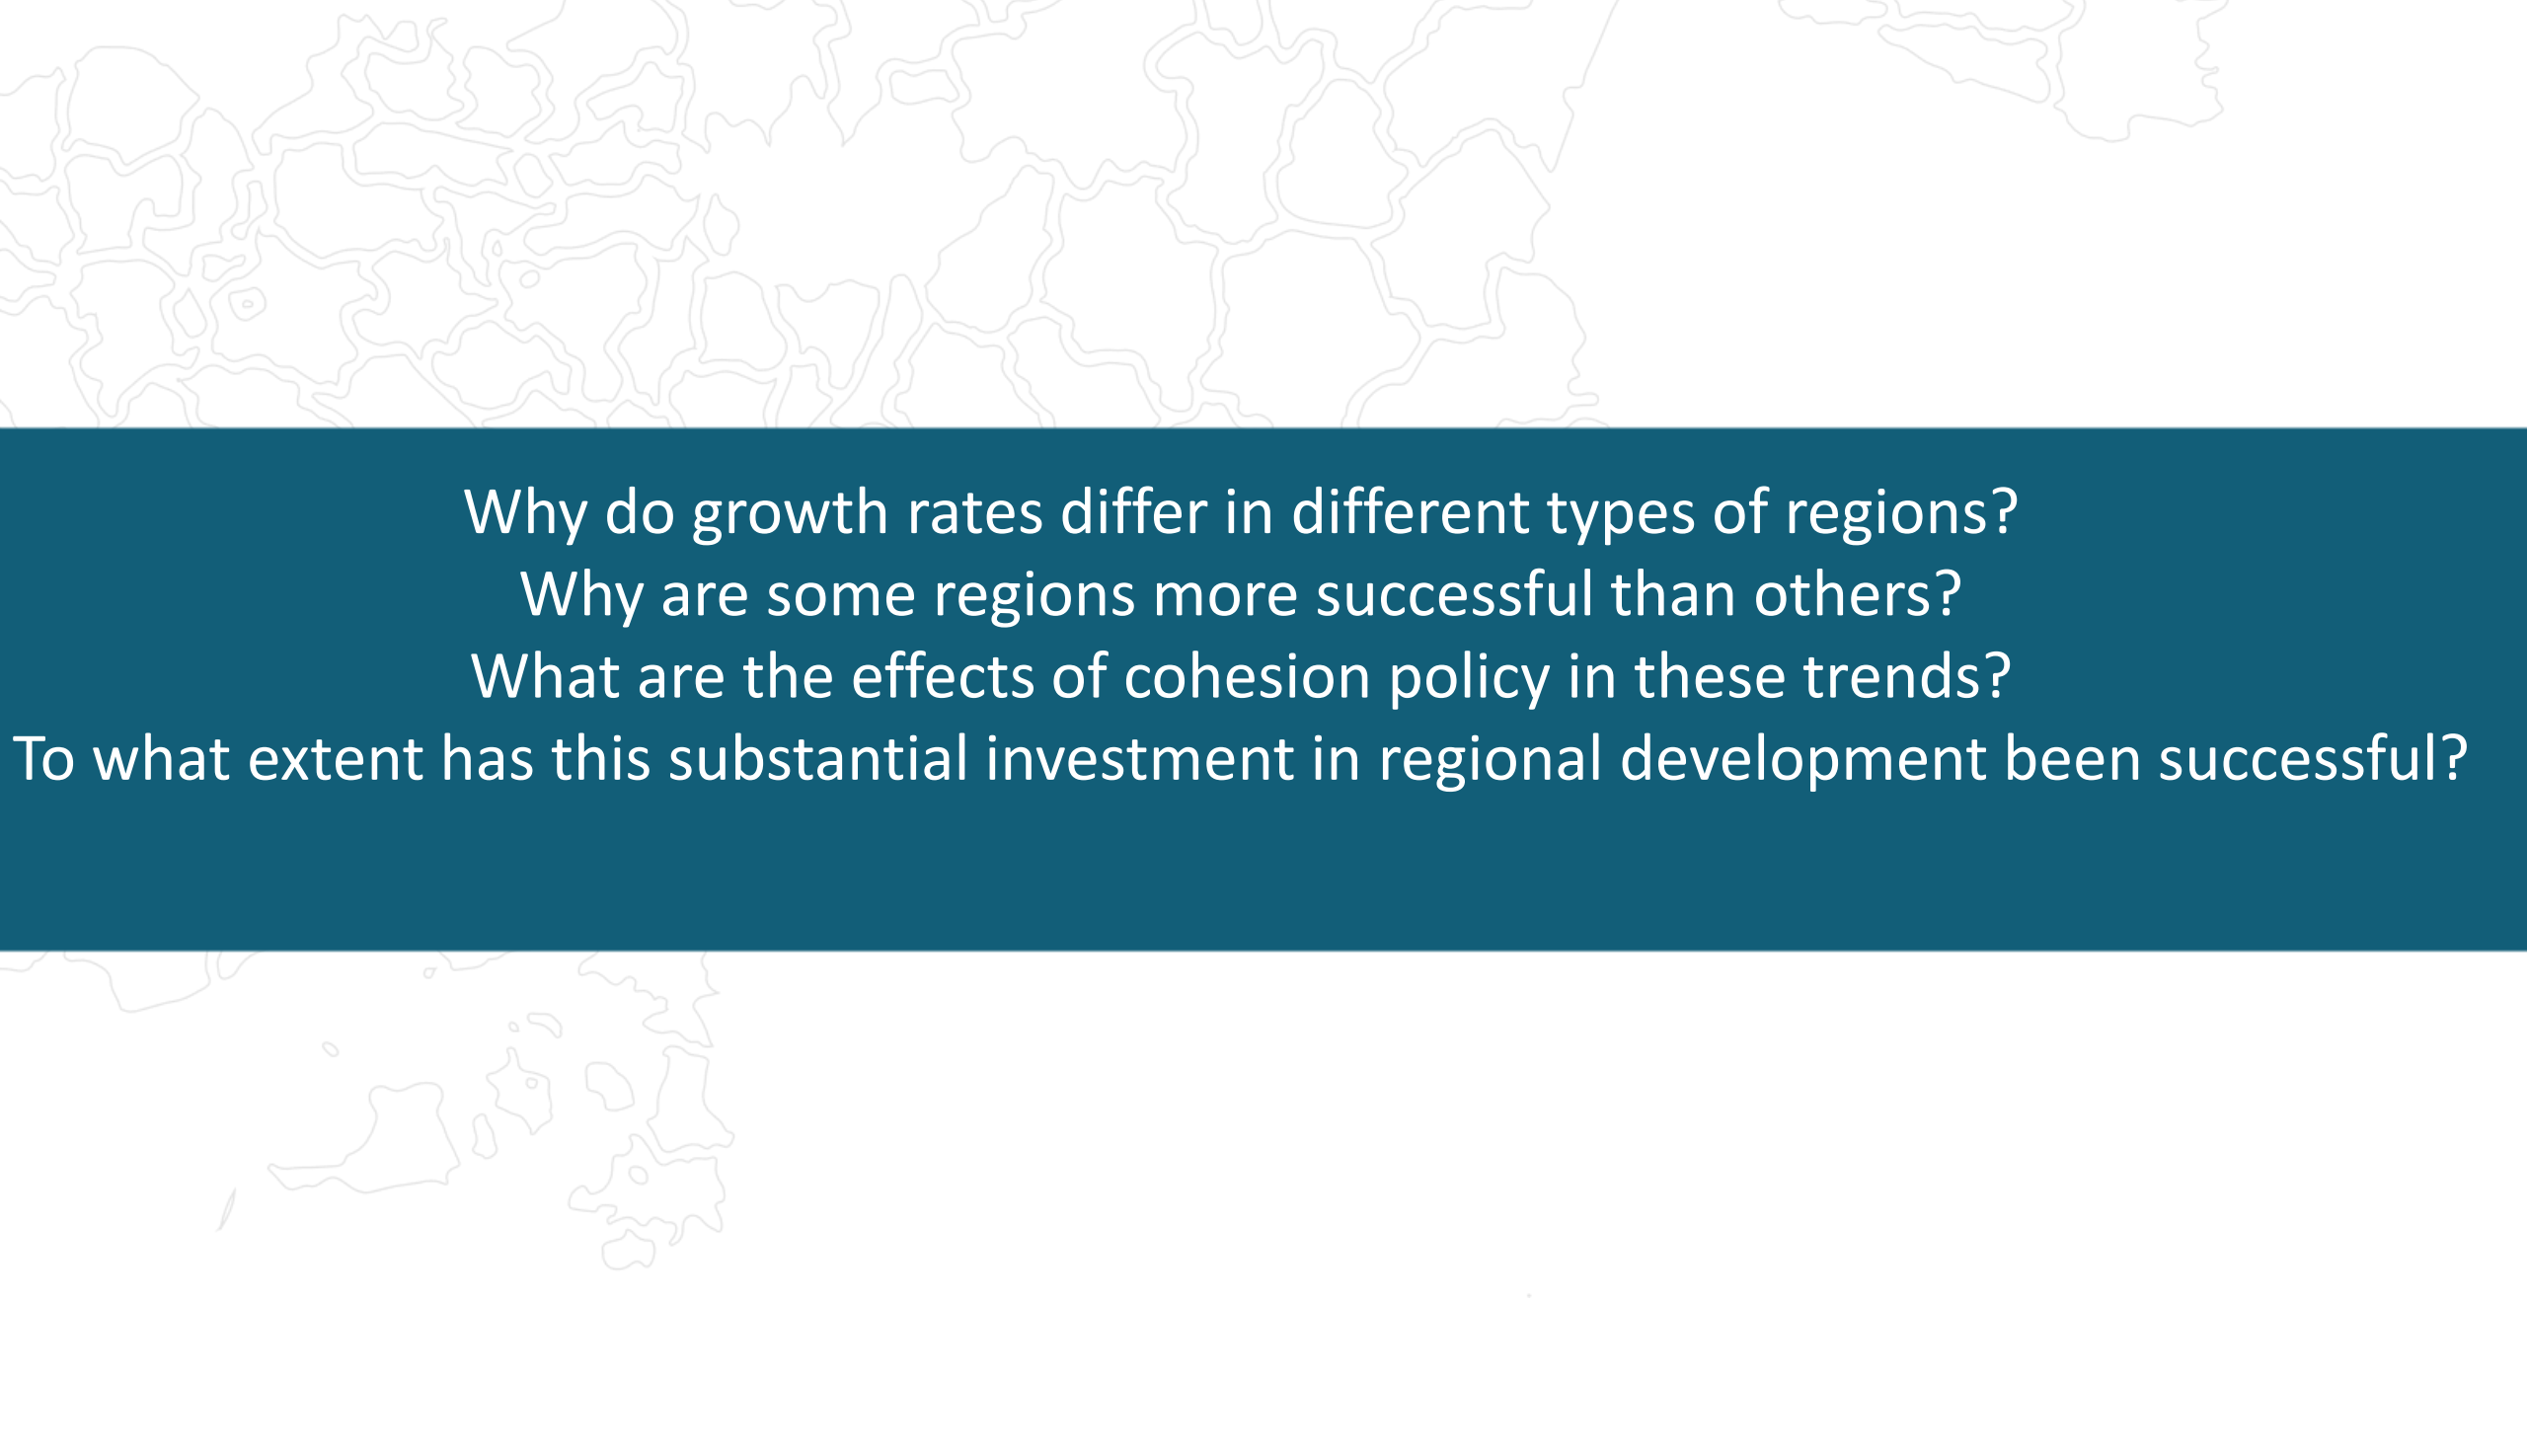 Why do growth rates differ in different types of regions?
Why are some regions more successful than others?
What are the effects of cohesion policy in these trends?
To what extent has this substantial investment in regional development been successful?